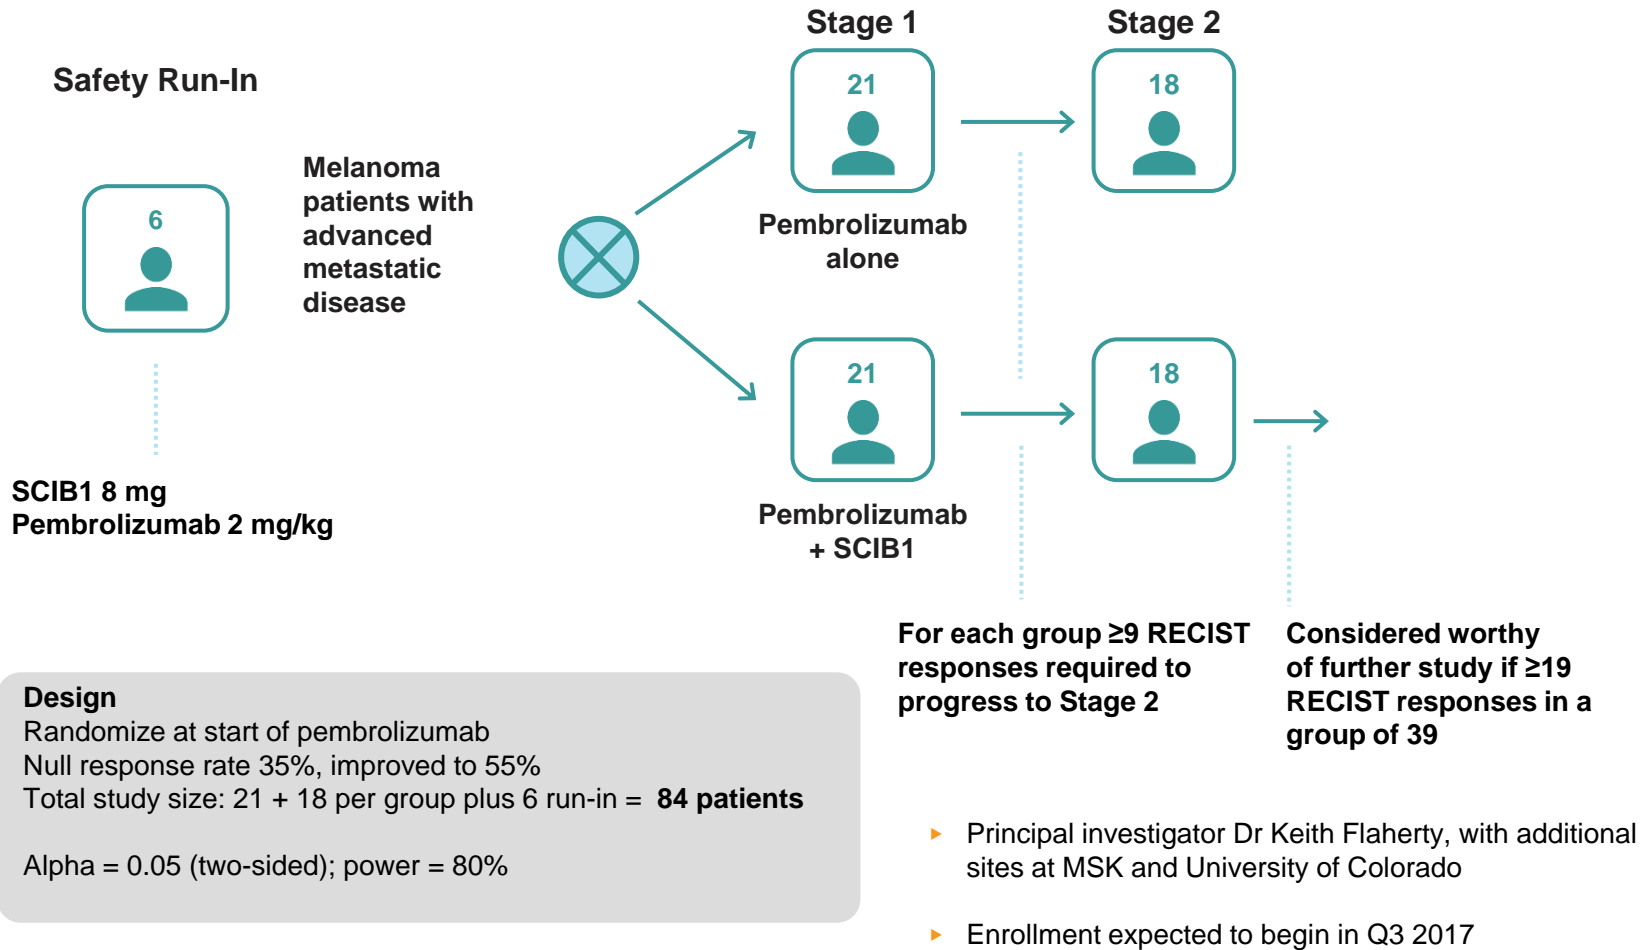 Safety Run-In
6
SCIB1 8 mg
Pembrolizumab 2 mg/kg
Melanoma
patients with
advanced
metastatic
disease
Stage 1
21
Pembrolizumab
alone
21
Pembrolizumab
+ SCIB1
Stage 2
18
18
For each group ≥9 RECIST
responses required to
progress to Stage 2
Considered worthy
of further study if ≥19
RECIST responses in a
group of 39
Design
Randomize at start of pembrolizumab
Null response rate 35%, improved to 55%
Total study size: 21 + 18 per group plus 6 run-in = 84 patients
Alpha = 0.05 (two-sided); power = 80%
Principal investigator Dr Keith Flaherty, with additional
sites at MSK and University of Colorado
Enrollment expected to begin in Q3 2017